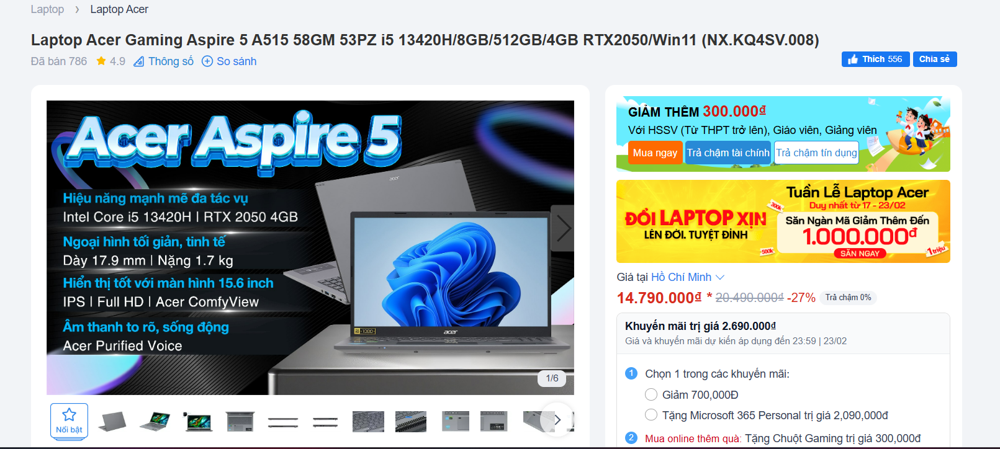 Laptop › Laptop Acer
Laptop Acer Gaming Aspire 5 A515 58GM 53PZ i5 13420H/8GB/512GB/4GB RTX2050/Win11 (NX.KQ4SV.008)
Đã bán 786 4.9 Thông số So sánh
Thích 556 Chia sẻ
Acer Aspire 5
Hiệu năng mạnh mẽ đa tác vụ
Intel Core i5 13420H | RTX 2050 4GB
Ngoại hình tối giản, tinh tế
Dày 17.9 mm | Nặng 1.7 kg
Hiển thị tốt với màn hình 15.6 inch
IPS | Full HD | Acer ComfyView
Âm thanh to rõ, sống động
Acer Purified Voice
acer
1080
acer
1/6
Nổi bật
GIẢM THÊM 300.000₫
Với HSSV (Từ THPT trở lên), Giáo viên, Giảng viên
Mua ngay Trả chậm tài chính Trả chậm tín dụng
ĐỔI LAPTOP XỊN
LÊN ĐỜI. TUYỆT ĐỈNH
300k
500k
Tuần Lễ Laptop Acer
Duy nhất từ 17 - 23/02
Săn Ngàn Mã Giảm Thêm Đến
1.000.000đ
SĂN NGAY
1 triệu
Giá tại Hồ Chí Minh
14.790.000₫ * 20.490.000₫ -27% Trả chậm 0%
Khuyến mãi trị giá 2.690.000₫
Giá và khuyến mãi dự kiến áp dụng đến 23:59 | 23/02
1 Chọn 1 trong các khuyến mãi:
Giảm 700,000Đ
Tặng Microsoft 365 Personal trị giá 2,090,000đ
2 Mua online thêm quà: Tặng Chuột Gaming trị giá 300,000đ